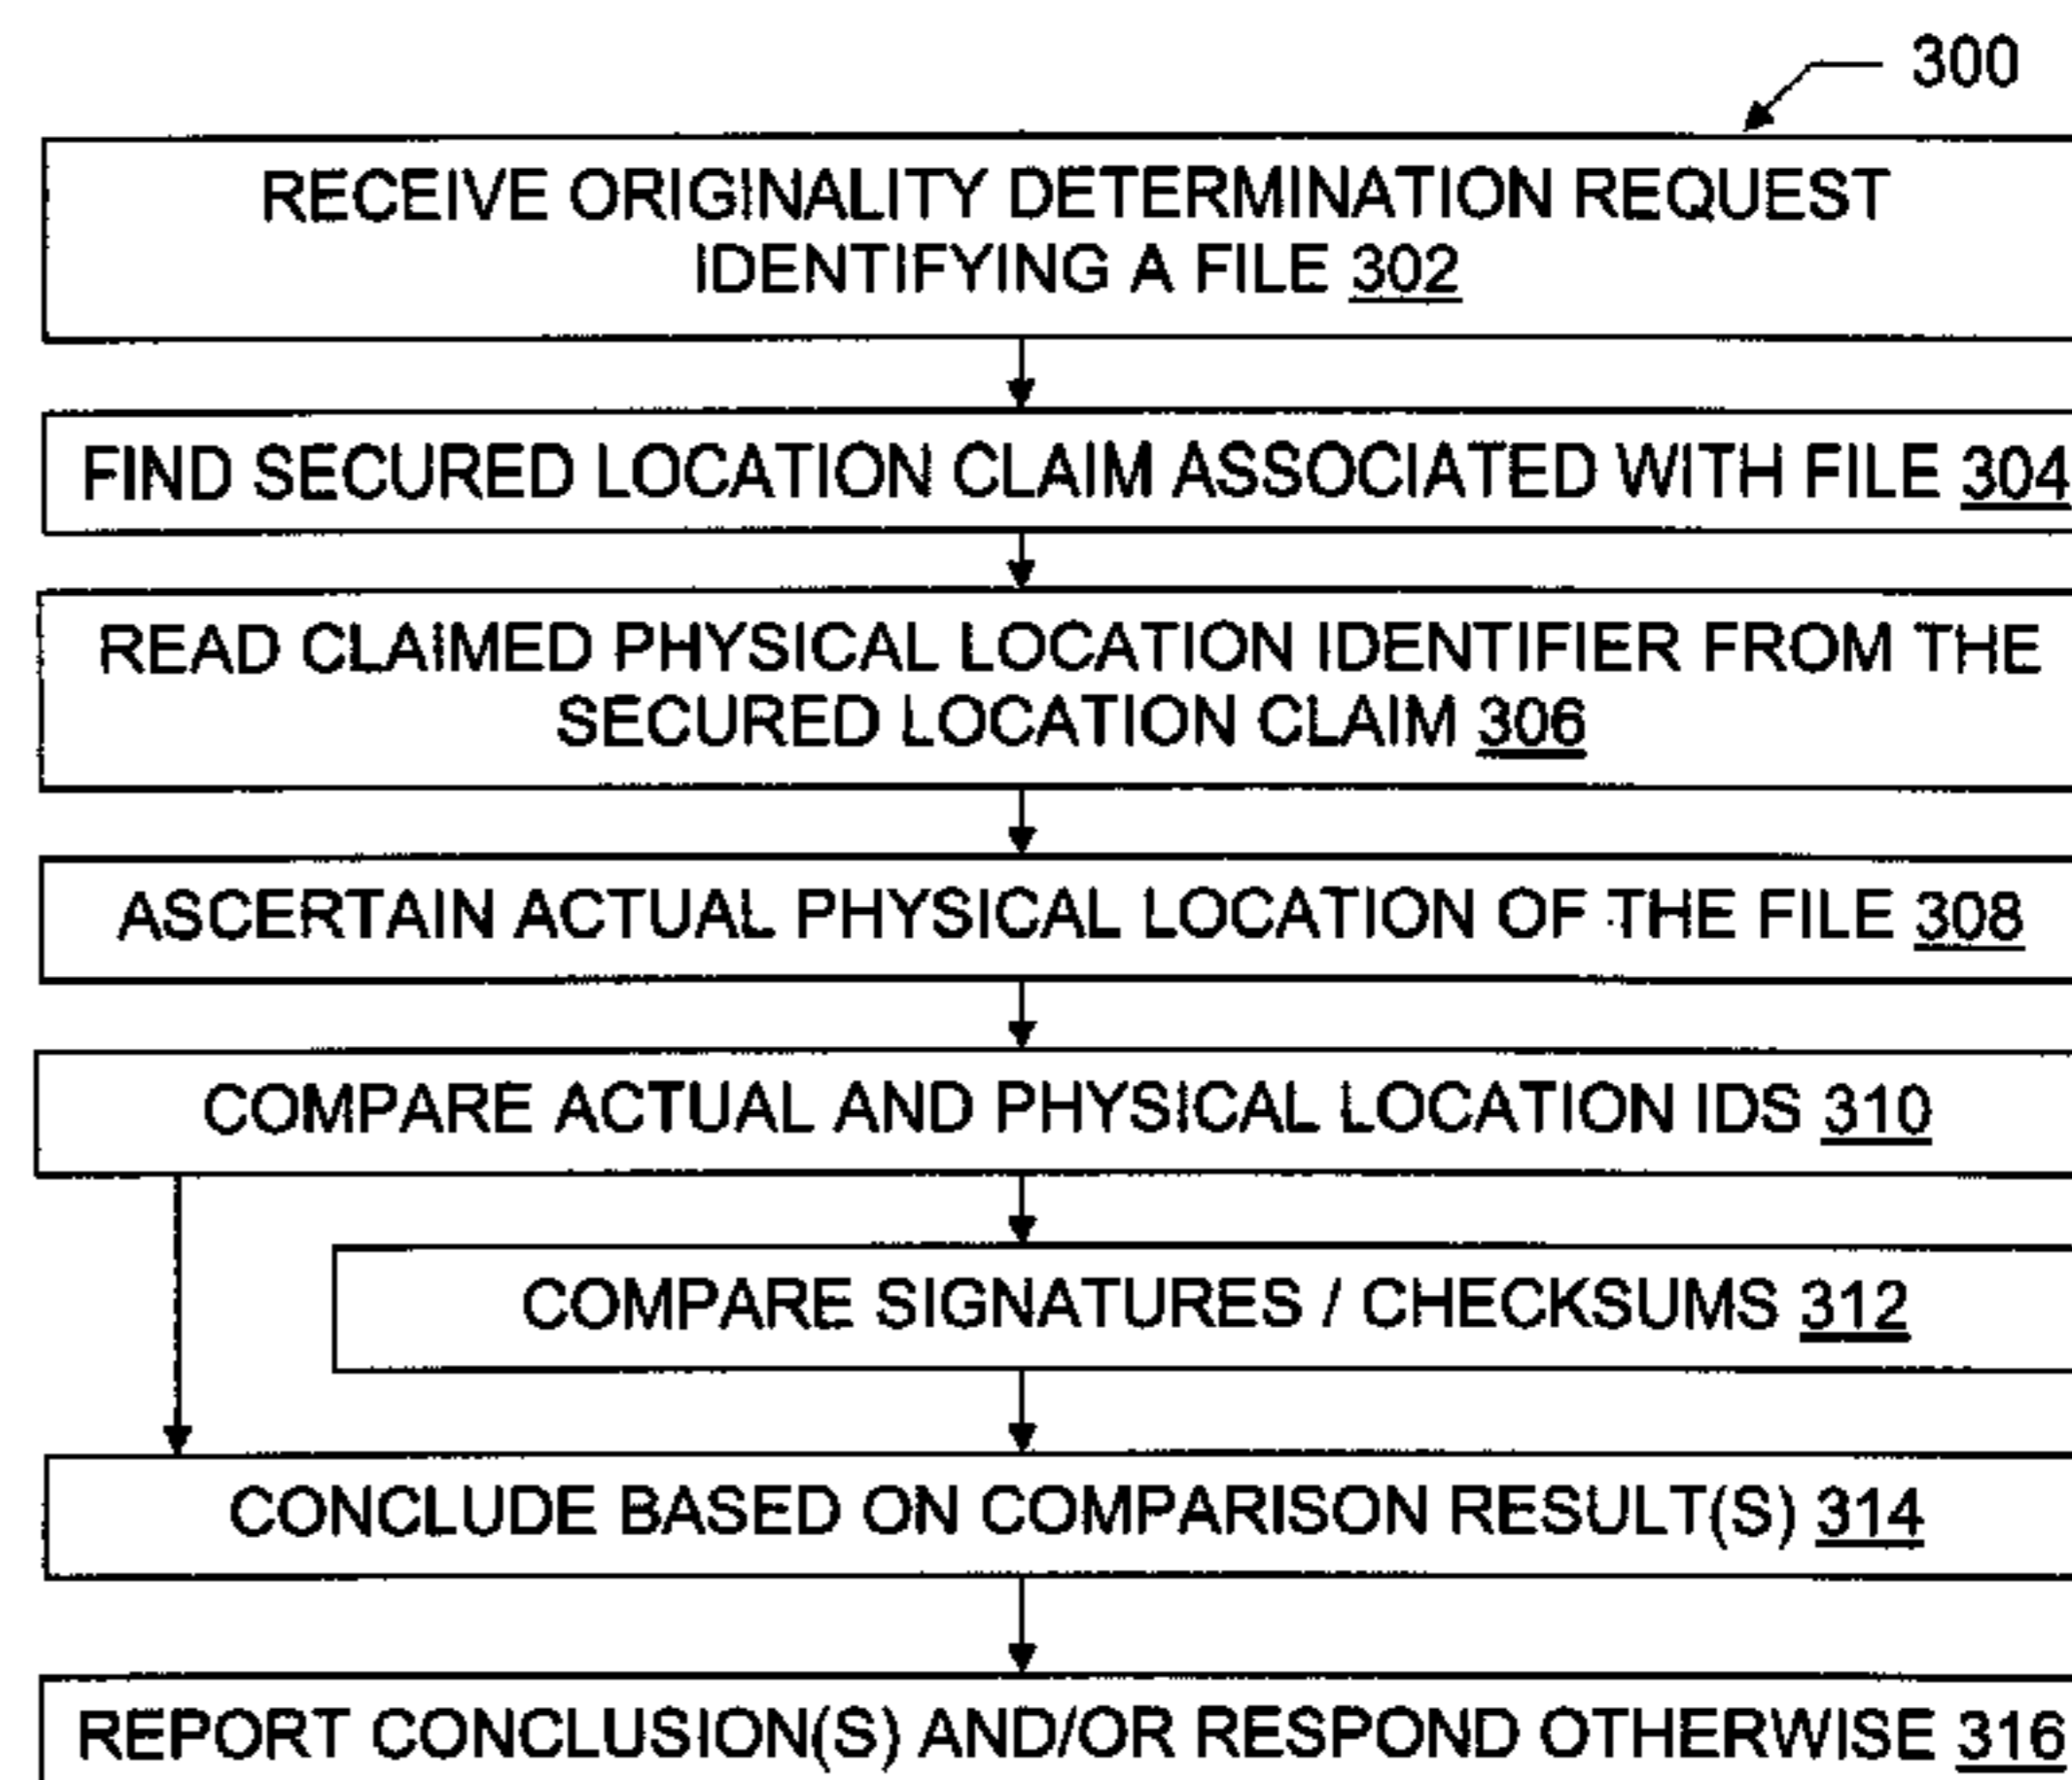 300
RECEIVE ORIGINALITY DETERMINATION REQUEST
IDENTIFYING A FILE 302
FIND SECURED LOCATION CLAIM ASSOCIATED WITH FILE 304
READ CLAIMED PHYSICAL LOCATION IDENTIFIER FROM THE
SECURED LOCATION CLAIM 306
ASCERTAIN ACTUAL PHYSICAL LOCATION OF THE FILE 308
COMPARE ACTUAL AND PHYSICAL LOCATION IDS 310
COMPARE SIGNATURES / CHECKSUMS 312
CONCLUDE BASED ON COMPARISON RESULT(S) 314
REPORT CONCLUSION(S) AND/OR RESPOND OTHERWISE 316